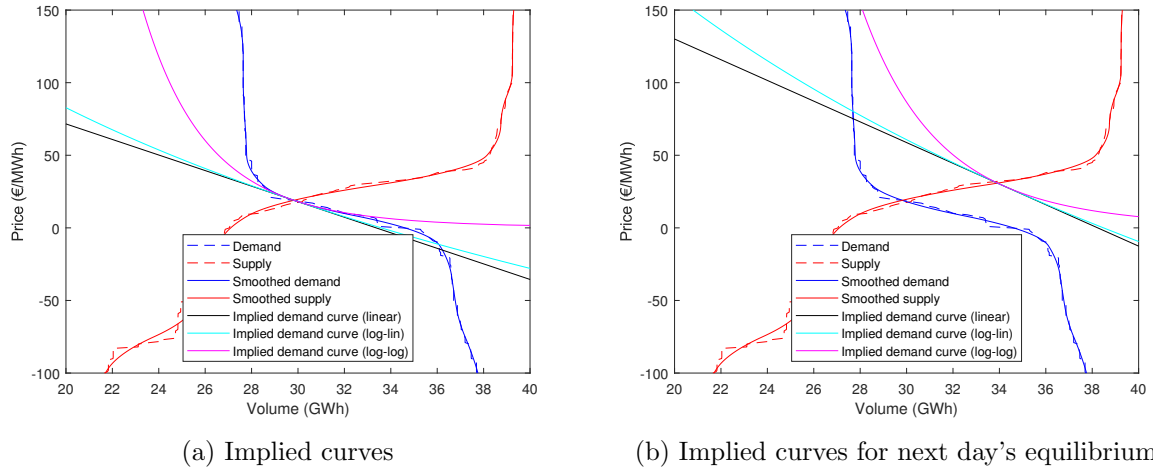 150
100
50
0
-50
-100
20 22 24 26 28 30 32 34 36 38 40
Price (€/MWh)
Volume (GWh)
Demand
Supply
Smoothed demand
Smoothed supply
Implied demand curve (linear)
Implied demand curve (log-lin)
Implied demand curve (log-log)
(a) Implied curves
150
100
50
0
-50
-100
20 22 24 26 28 30 32 34 36 38 40
Price (€/MWh)
Volume (GWh)
Demand
Supply
Smoothed demand
Smoothed supply
Implied demand curve (linear)
Implied demand curve (log-lin)
Implied demand curve (log-log)
(b) Implied curves for next day's equilibrium